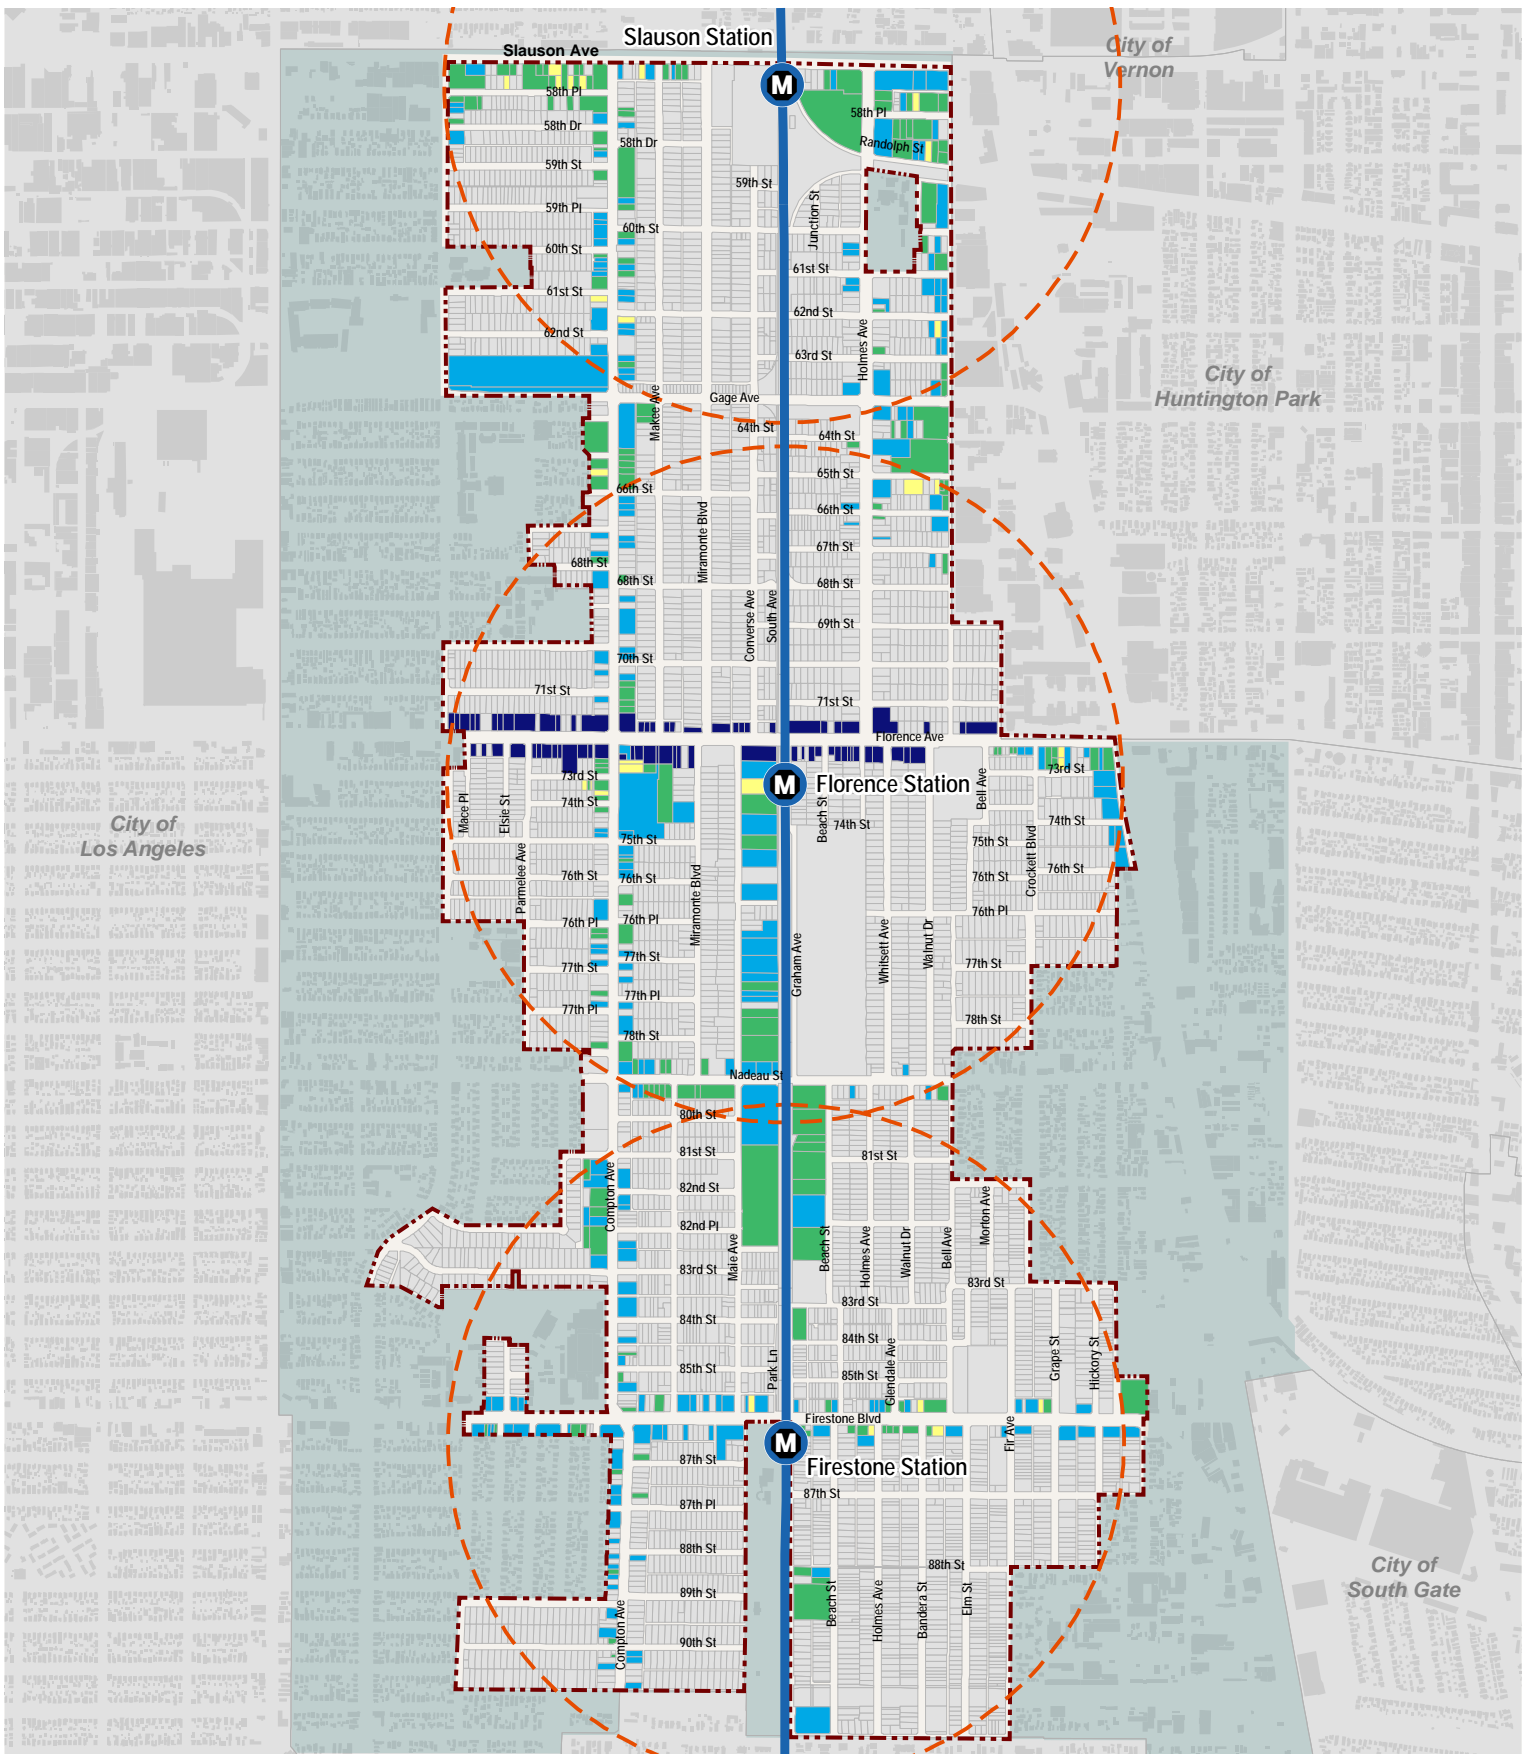 Slauson Station
Slauson Ave
City of
Vernon
M
58th Pl
58th Pl
58th Dr
58th Dr
Randolph St
59th St
59th St
59th Pl
Junction St
60th St
60th St
61st St
61st St
62nd St
62nd St
Holmes Ave
63rd St
City of
Huntington Park
Gage Ave
Makee Ave
64th St
64th St
65th St
66th St
66th St
Miramonte Blvd
67th St
68th St
68th St
68th St
Converse Ave
South Ave
69th St
70th St
71st St
71st St
Florence Ave
73rd St
73rd St
M
Florence Station
Bell Ave
Mace Pl
Elsie St
74th St
Beach St
74th St
74th St
City of
Los Angeles
75th St
75th St
Crockett Blvd
Parmelee Ave
76th St
76th St
76th St
76th St
Miramonte Blvd
76th Pl
76th Pl
76th Pl
Graham Ave
Whitsett Ave
Walnut Dr
77th St
77th St
77th St
77th Pl
77th Pl
78th St
78th St
Nadeau St
80th St
81st St
81st St
Compton Ave
82nd St
82nd Pl
Maie Ave
Beach St
Holmes Ave
Walnut Dr
Bell Ave
Morton Ave
83rd St
83rd St
83rd St
84th St
84th St
85th St
85th St
Park Ln
Glendale Ave
Grape St
Hickory St
Firestone Blvd
Fir Ave
M
Firestone Station
87th St
87th St
87th Pl
88th St
88th St
City of
South Gate
89th St
Beach St
Holmes Ave
Bandera St
Elm St
Compton Ave
90th St